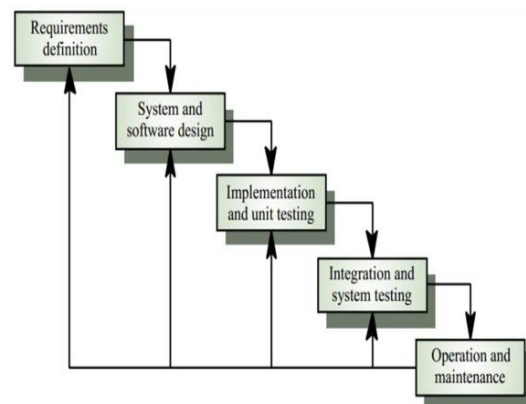 Requirements
definition
System and
software design
Implementation
and unit testing
Integration and
system testing
Operation and
maintenance